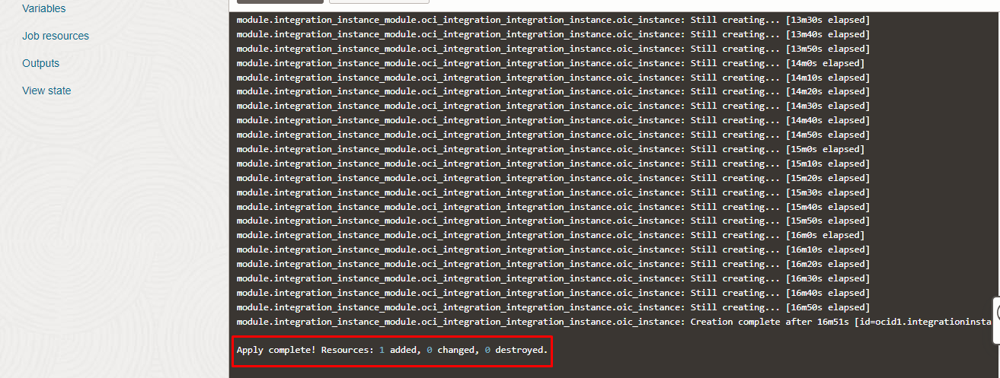 Variables
Job resources
Outputs
View state
module.integration_instance_module.oci_integration_integration_instance.oic_instance: Still creating... [13m30s elapsed]
module.integration_instance_module.oci_integration_integration_instance.oic_instance: Still creating... [13m40s elapsed]
module.integration_instance_module.oci_integration_integration_instance.oic_instance: Still creating... [13m50s elapsed]
module.integration_instance_module.oci_integration_integration_instance.oic_instance: Still creating... [14m0s elapsed]
module.integration_instance_module.oci_integration_integration_instance.oic_instance: Still creating... [14m10s elapsed]
module.integration_instance_module.oci_integration_integration_instance.oic_instance: Still creating... [14m20s elapsed]
module.integration_instance_module.oci_integration_integration_instance.oic_instance: Still creating... [14m30s elapsed]
module.integration_instance_module.oci_integration_integration_instance.oic_instance: Still creating... [14m40s elapsed]
module.integration_instance_module.oci_integration_integration_instance.oic_instance: Still creating... [14m50s elapsed]
module.integration_instance_module.oci_integration_integration_instance.oic_instance: Still creating... [15m0s elapsed]
module.integration_instance_module.oci_integration_integration_instance.oic_instance: Still creating... [15m10s elapsed]
module.integration_instance_module.oci_integration_integration_instance.oic_instance: Still creating... [15m20s elapsed]
module.integration_instance_module.oci_integration_integration_instance.oic_instance: Still creating... [15m30s elapsed]
module.integration_instance_module.oci_integration_integration_instance.oic_instance: Still creating... [15m40s elapsed]
module.integration_instance_module.oci_integration_integration_instance.oic_instance: Still creating... [15m50s elapsed]
module.integration_instance_module.oci_integration_integration_instance.oic_instance: Still creating... [16m0s elapsed]
module.integration_instance_module.oci_integration_integration_instance.oic_instance: Still creating... [16m10s elapsed]
module.integration_instance_module.oci_integration_integration_instance.oic_instance: Still creating... [16m20s elapsed]
module.integration_instance_module.oci_integration_integration_instance.oic_instance: Still creating... [16m30s elapsed]
module.integration_instance_module.oci_integration_integration_instance.oic_instance: Still creating... [16m40s elapsed]
module.integration_instance_module.oci_integration_integration_instance.oic_instance: Still creating... [16m50s elapsed]
module.integration_instance_module.oci_integration_integration_instance.oic_instance: Creation complete after 16m51s [id=ocid1.integrationinsta
Apply complete! Resources: 1 added, 0 changed, 0 destroyed.